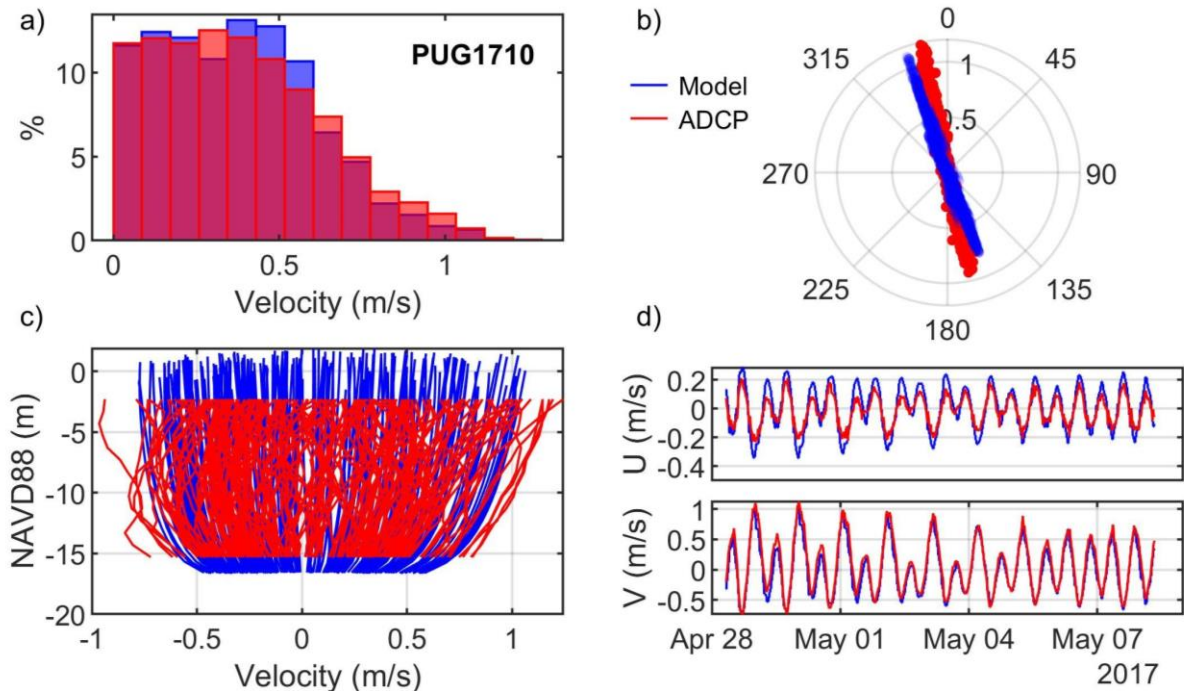 a)
PUG1710
10
5
0
%
0
0.5
1
Velocity (m/s)
b)
Model
ADCP
0
45
90
135
180
225
270
315
1
0.5
c)
0
-5
-10
-15
-20
NAVD88 (m)
-1
-0.5
0
0.5
1
Velocity (m/s)
d)
0.2
0
-0.2
-0.4
U (m/s)
1
0.5
0
-0.5
V (m/s)
Apr 28
May 01
May 04
May 07
2017